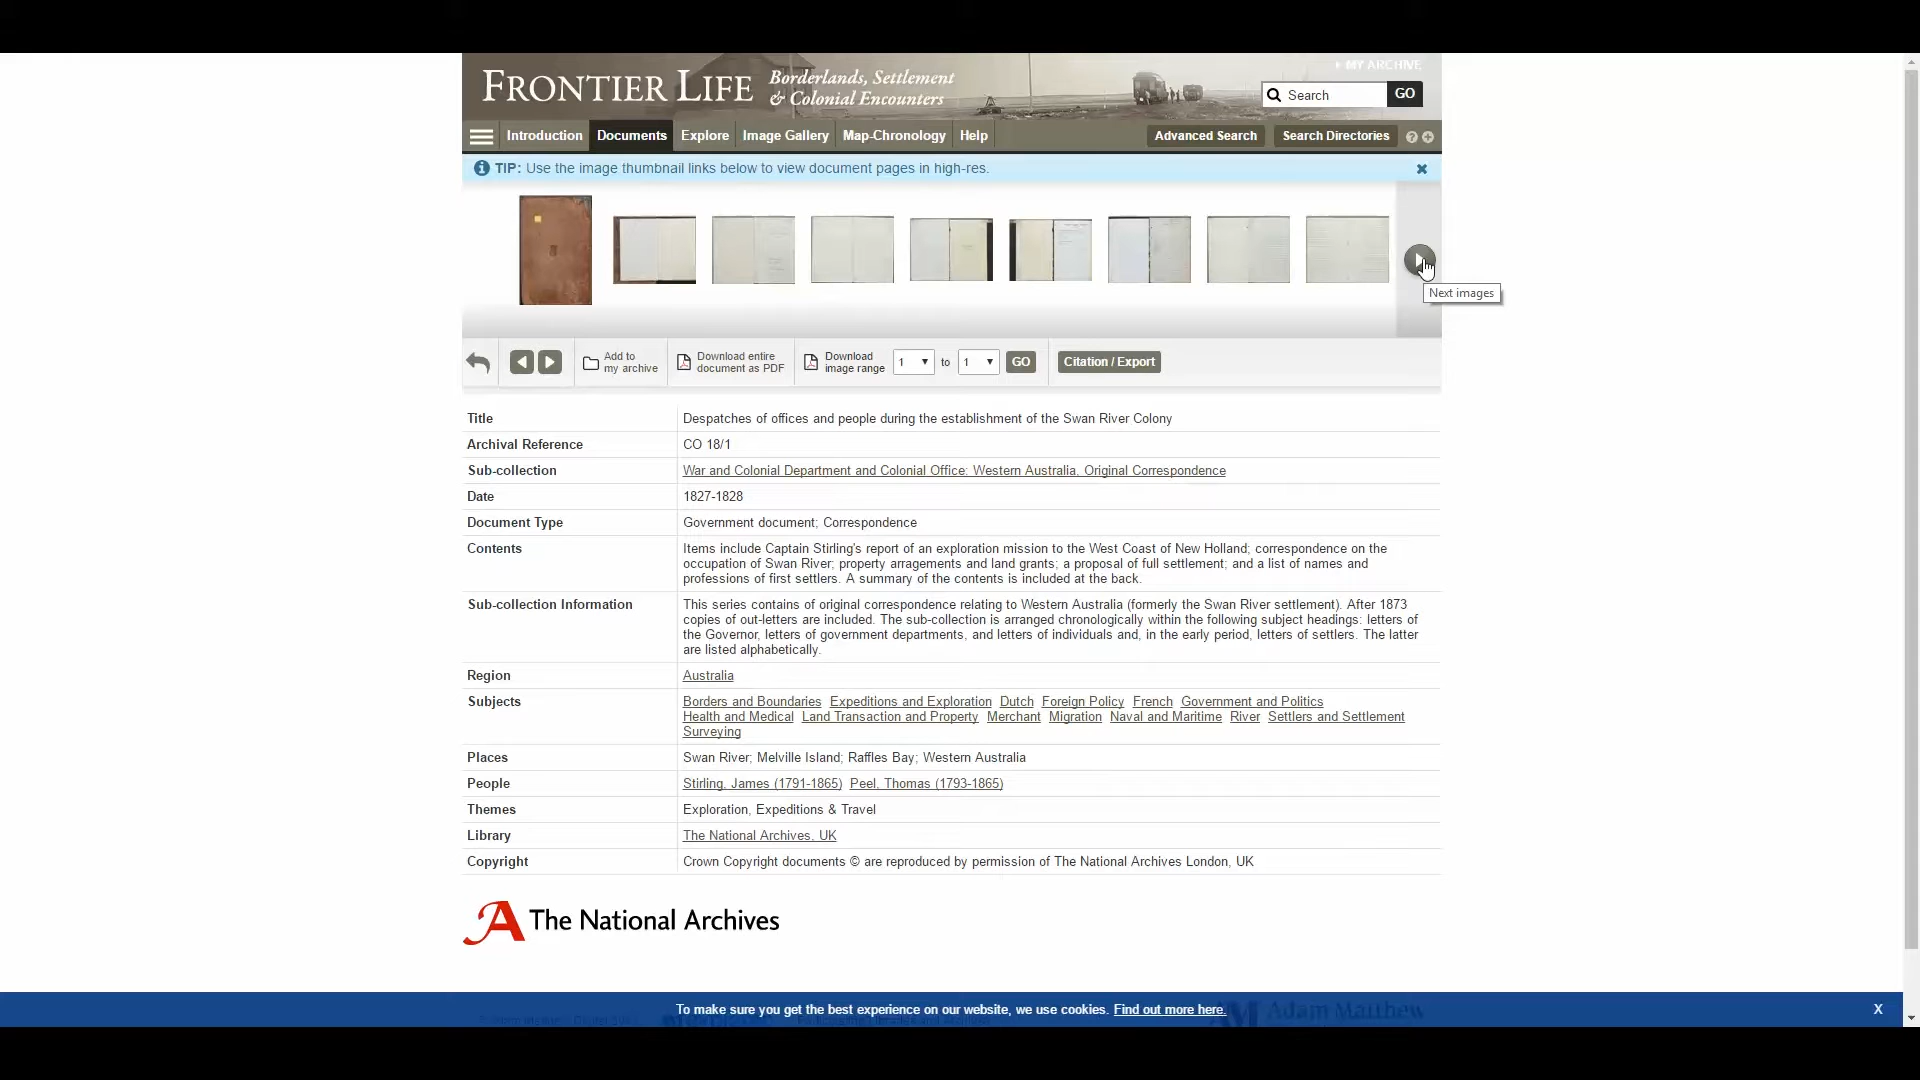 FRONTIER LIFE
Borderlands, Settlement
& Colonial Encounters
MY ARCHIVE
Search
GO
Introduction
Documents
Explore
Image Gallery
Map-Chronology
Help
Advanced Search
Search Directories
TIP: Use the image thumbnail links below to view document pages in high-res.
Next images
Add to
my archive
Download entire
document as PDF
Download
image range
1
to
1
GO
Citation / Export
Title
Despatches of offices and people during the establishment of the Swan River Colony
Archival Reference
CO 18/1
Sub-collection
War and Colonial Department and Colonial Office: Western Australia, Original Correspondence
Date
1827-1828
Document Type
Government document; Correspondence
Contents
Items include Captain Stirling's report of an exploration mission to the West Coast of New Holland; correspondence on the
occupation of Swan River; property arragements and land grants; a proposal of full settlement; and a list of names and
professions of first settlers. A summary of the contents is included at the back.
Sub-collection Information
This series contains of original correspondence relating to Western Australia (formerly the Swan River settlement). After 1873
copies of out-letters are included. The sub-collection is arranged chronologically within the following subject headings: letters of
the Governor, letters of government departments, and letters of individuals and, in the early period, letters of settlers. The latter
are listed alphabetically.
Region
Australia
Subjects
Borders and Boundaries Expeditions and Exploration Dutch Foreign Policy French Government and Politics
Health and Medical Land Transaction and Property Merchant Migration Naval and Maritime River Settlers and Settlement
Surveying
Places
Swan River; Melville Island; Raffles Bay; Western Australia
People
Stirling, James (1791-1865) Peel, Thomas (1793-1865)
Themes
Exploration, Expeditions & Travel
Library
The National Archives, UK
Copyright
Crown Copyright documents © are reproduced by permission of The National Archives London, UK
The National Archives
To make sure you get the best experience on our website, we use cookies. Find out more here.
X
Adam Matthew